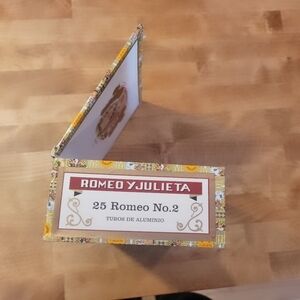 ROMEO Y JULIETA
25 Romeo No.2
TUBOS DE ALUMINIO